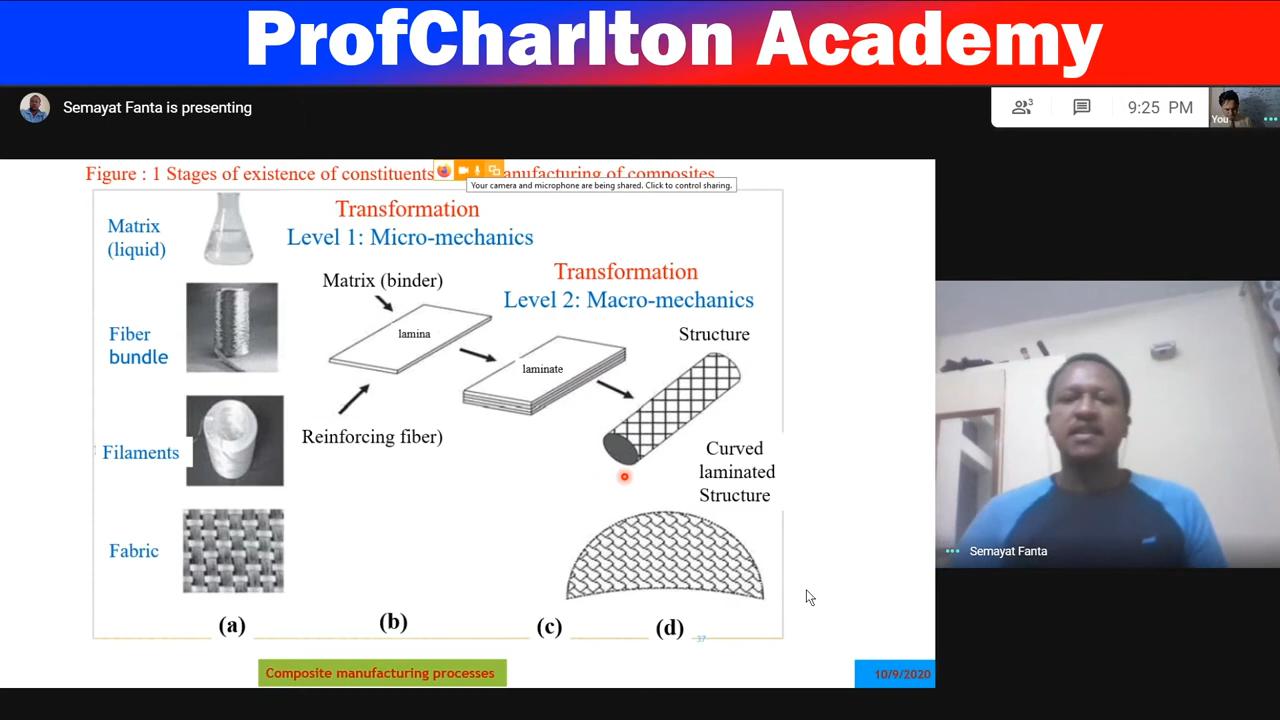 ProfCharlton Academy
Semayat Fanta is presenting
3
9:25 PM
You
Figure : 1 Stages of existence of constituents anufacturing of composites
Your camera and microphone are being shared. Click to control sharing.
Matrix
(liquid)
Transformation
Level 1: Micro-mechanics
Matrix (binder)
Transformation
Level 2: Macro-mechanics
Fiber
bundle
lamina
Structure
laminate
Reinforcing fiber)
Filaments
Curved
laminated
Structure
Fabric
Semayat Fanta
(a)
(b)
(c)
(d)
37
Composite manufacturing processes
10/9/2020